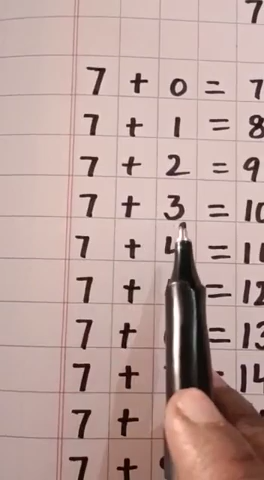 7
7 + 0 = 7
7 + 1 = 8
7 + 2 = 9
7 + 3 = 10
7 + 4 = 11
7 + = 12
7 + = 13
7 + = 14
7 +
7 +